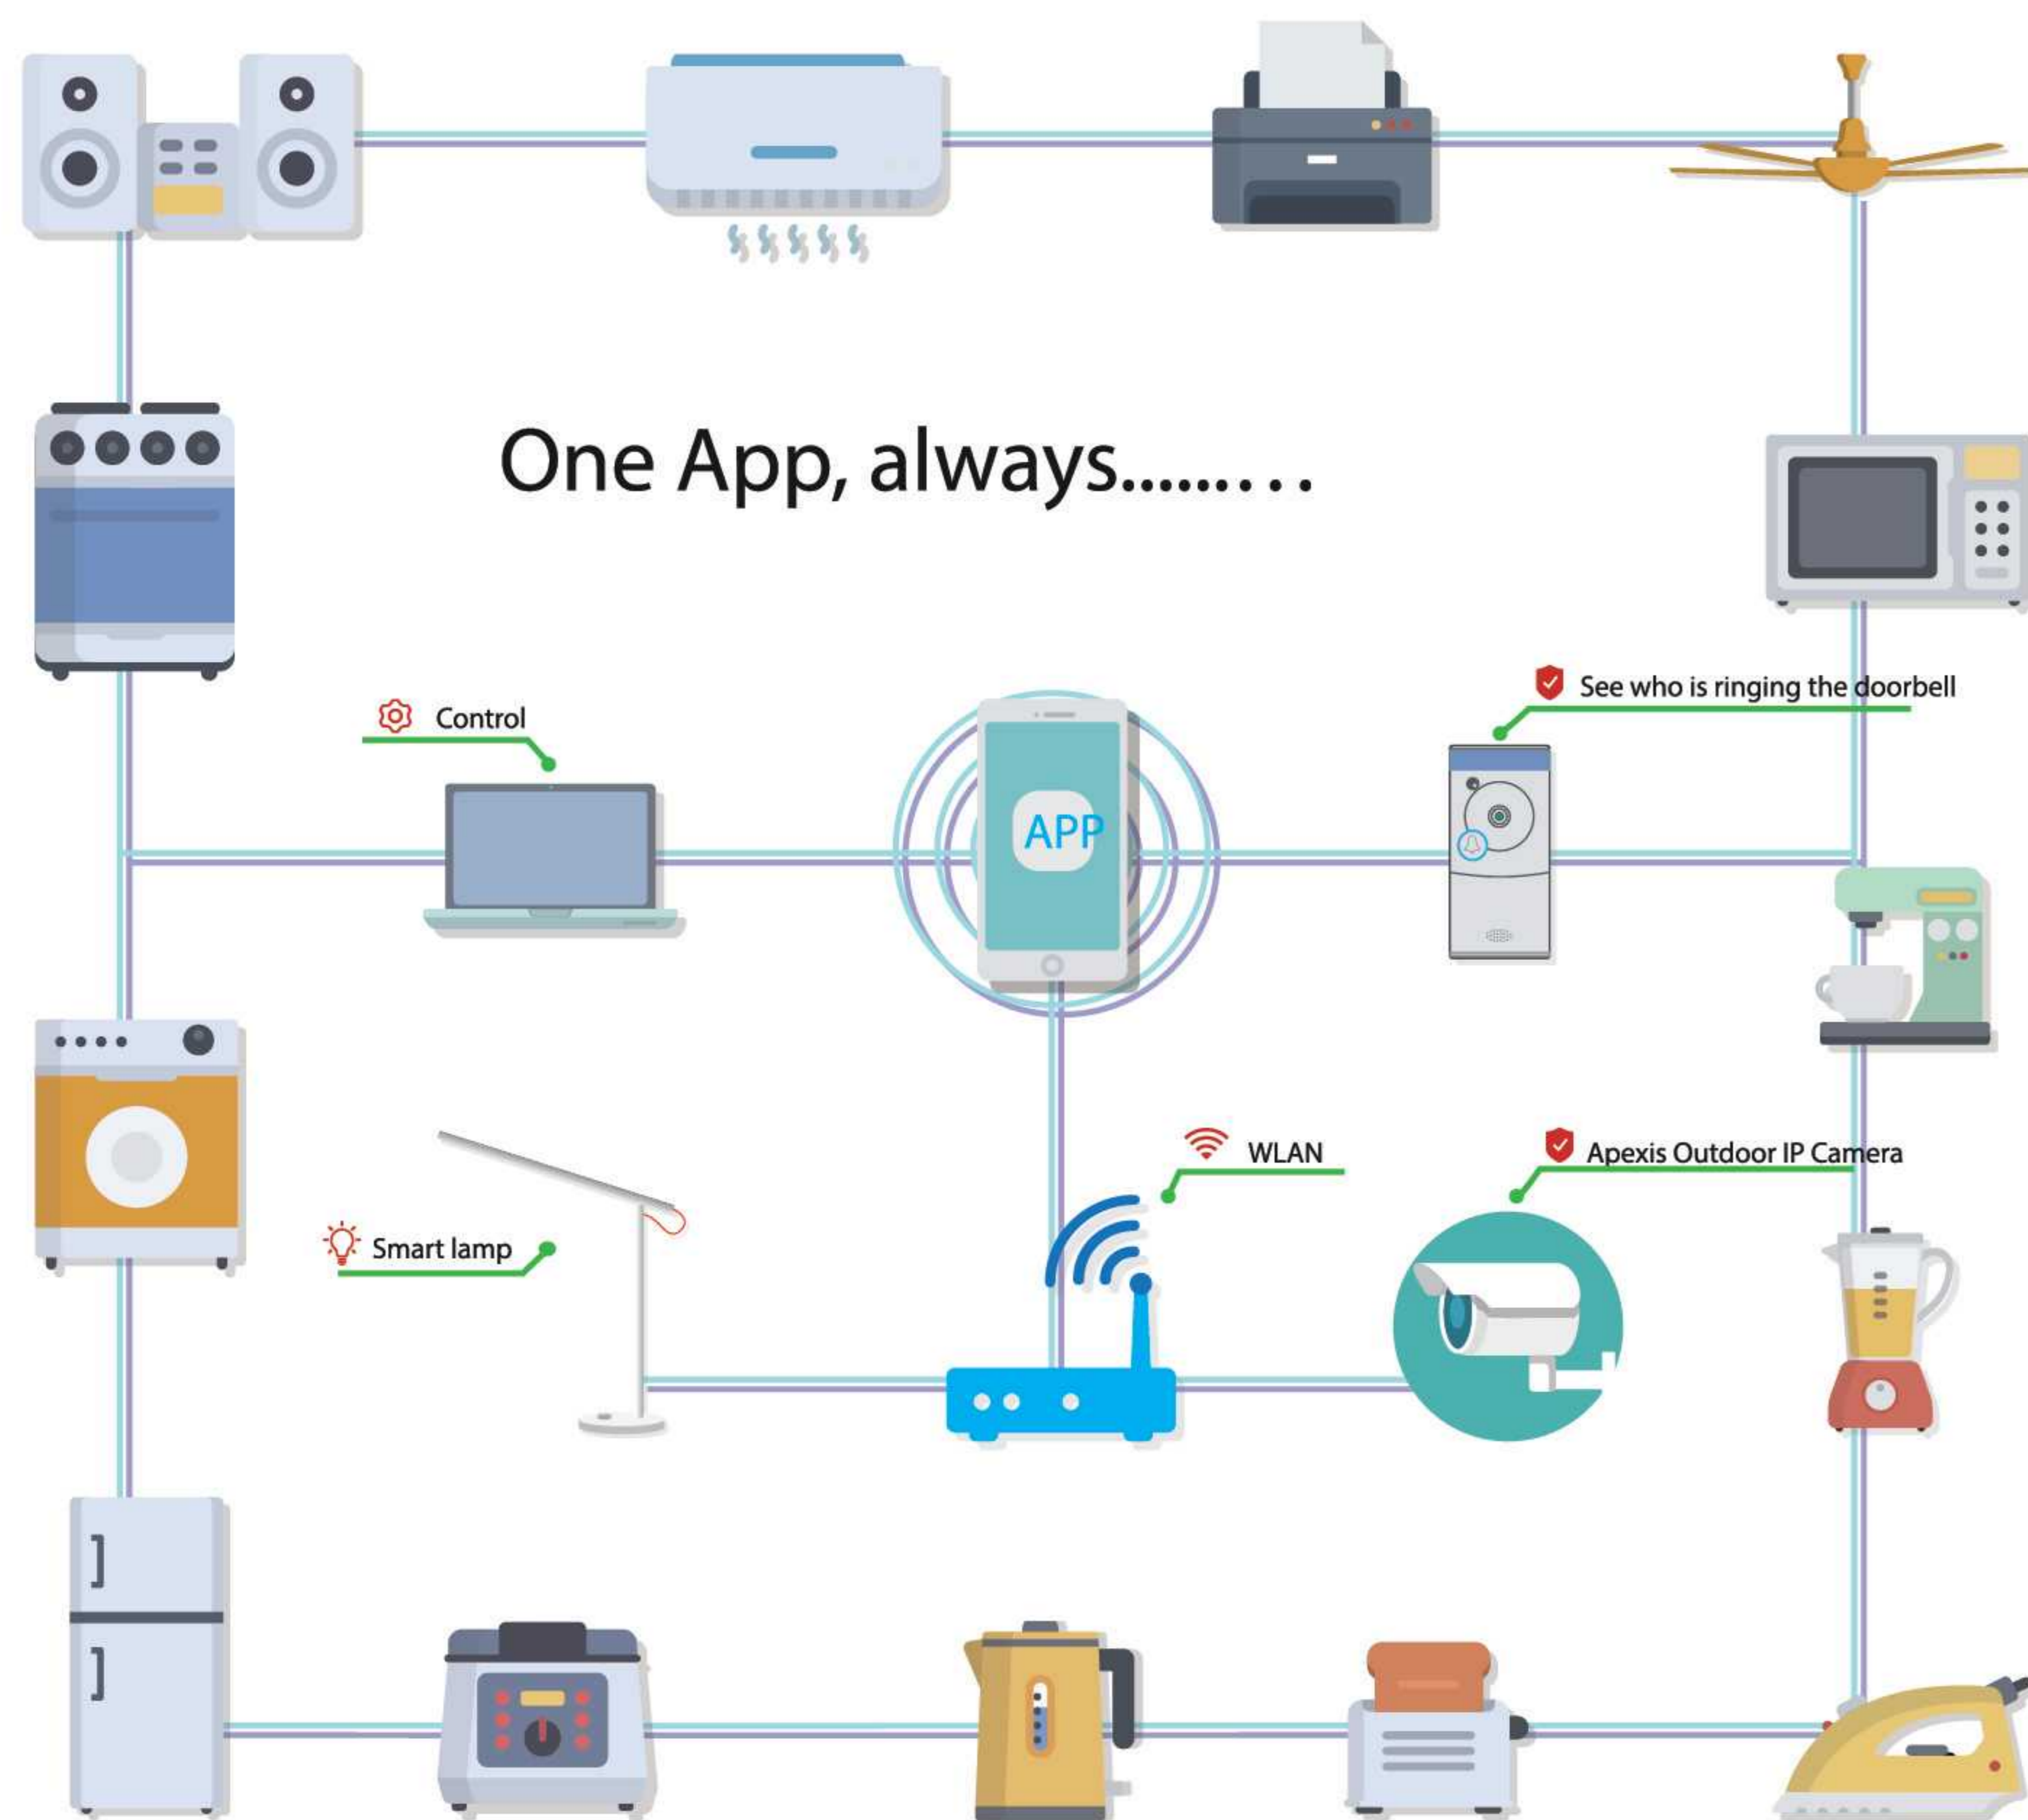 One App, always..........
See who is ringing the doorbell
Control
APP
WLAN
Apexis Outdoor IP Camera
Smart lamp